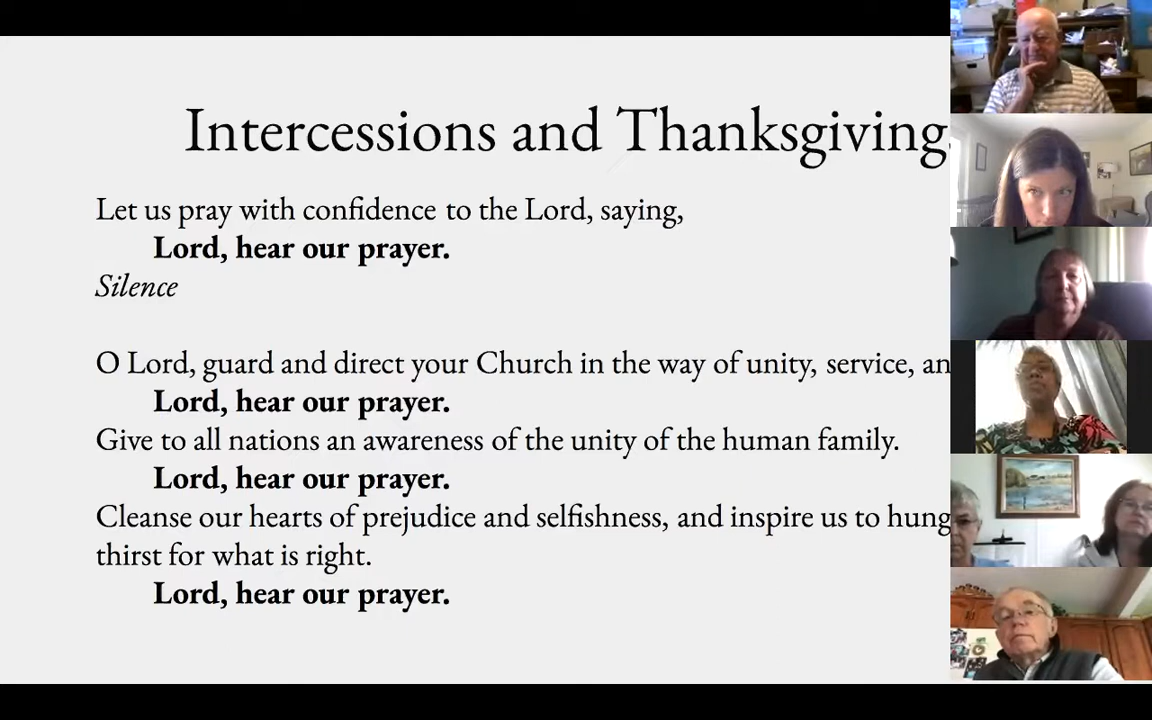 Intercessions and Thanksgiving
Let us pray with confidence to the Lord, saying,
Lord, hear our prayer.
Silence
O Lord, guard and direct your Church in the way of unity, service, an
Lord, hear our prayer.
Give to all nations an awareness of the unity of the human family.
Lord, hear our prayer.
Cleanse our hearts of prejudice and selfishness, and inspire us to hung
thirst for what is right.
Lord, hear our prayer.